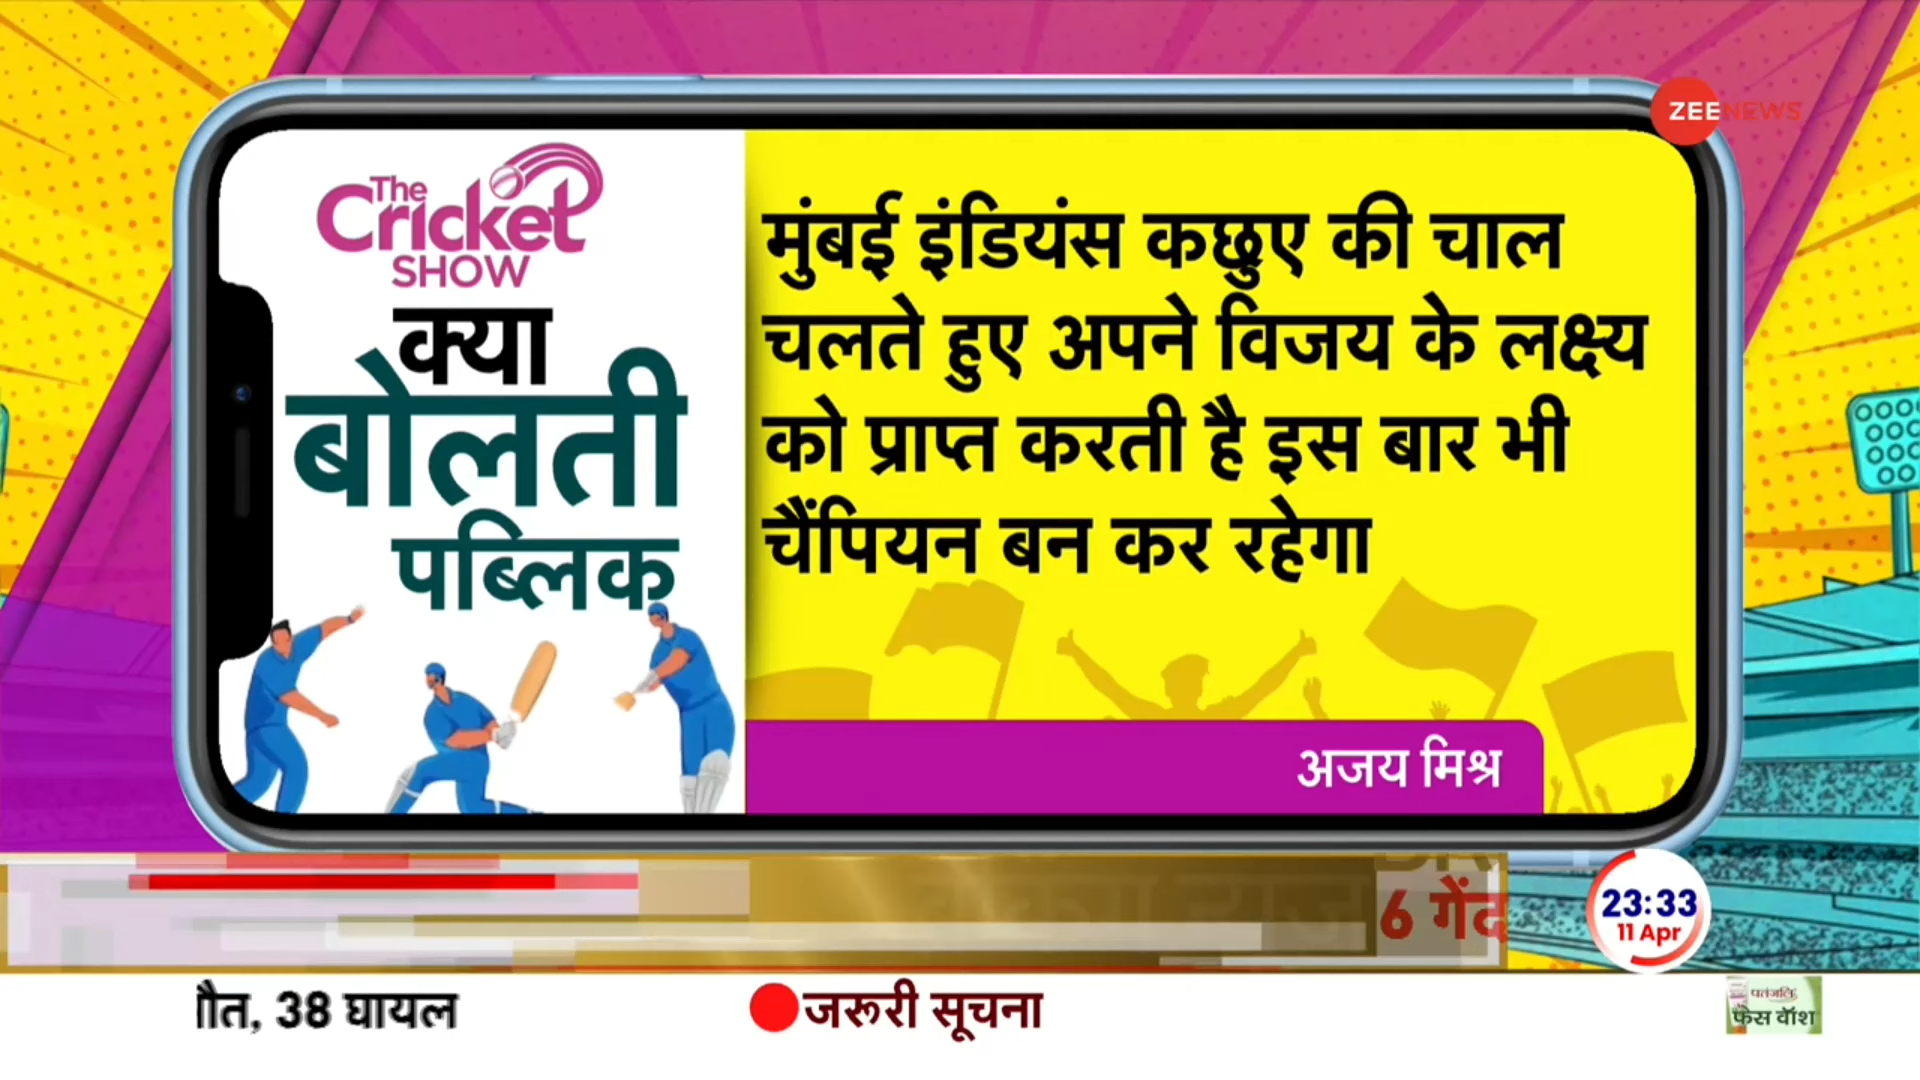 ZEE NEWS
The
Cricket
SHOW
क्या
बोलती
पब्लिक
मुंबई इंडियंस कछुए की चाल
चलते हुए अपने विजय के लक्ष्य
को प्राप्त करती है इस बार भी
चैंपियन बन कर रहेगा
अजय मिश्र
6 गेंद
23:33
11 Apr
38 घायल
जरूरी सूचना
पतंजलि
फेस वॉश